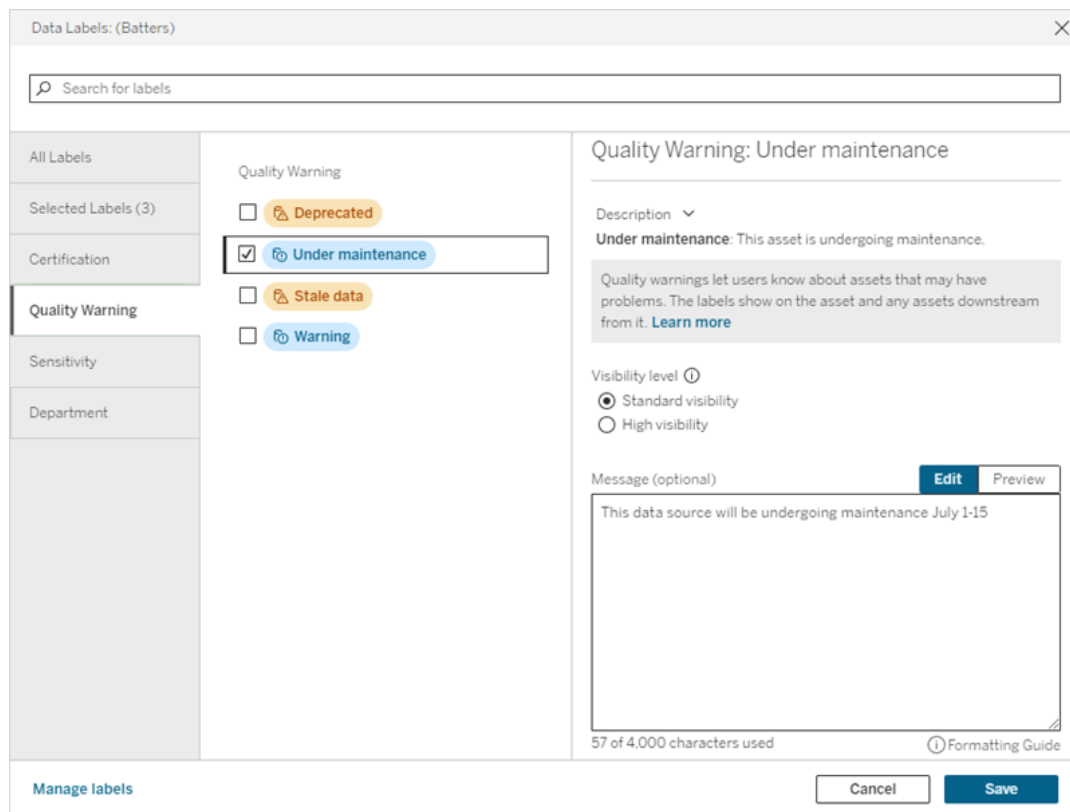 Data Labels: (Batters)
Search for labels
All Labels
Selected Labels (3)
Certification
Quality Warning
Sensitivity
Department
Quality Warning
Deprecated
Under maintenance
Stale data
Warning
Quality Warning: Under maintenance
Description
Under maintenance: This asset is undergoing maintenance.
Quality warnings let users know about assets that may have
problems. The labels show on the asset and any assets downstream
from it. Learn more
Visibility level
Standard visibility
High visibility
Message (optional)
Edit
Preview
This data source will be undergoing maintenance July 1-15
57 of 4,000 characters used
Formatting Guide
Manage labels
Cancel
Save